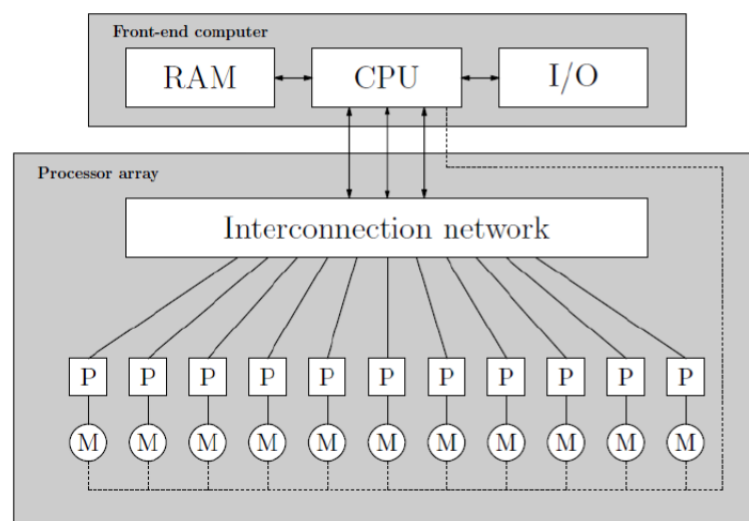 Front-end computer
RAM CPU I/O
Processor array
Interconnection network
P P P P P P P P P P P
M M M M M M M M M M M